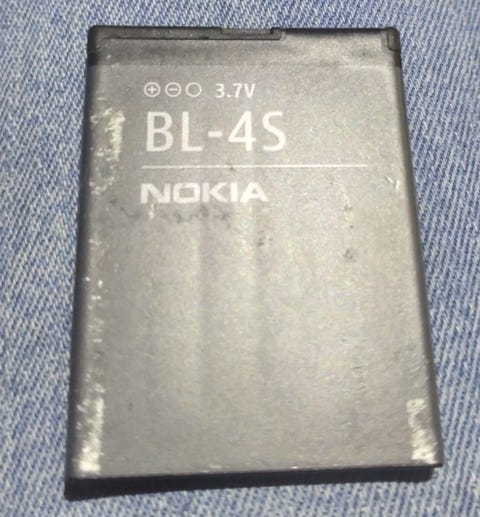 ⊕⊖○ 3.7V
BL-4S
NOKIA